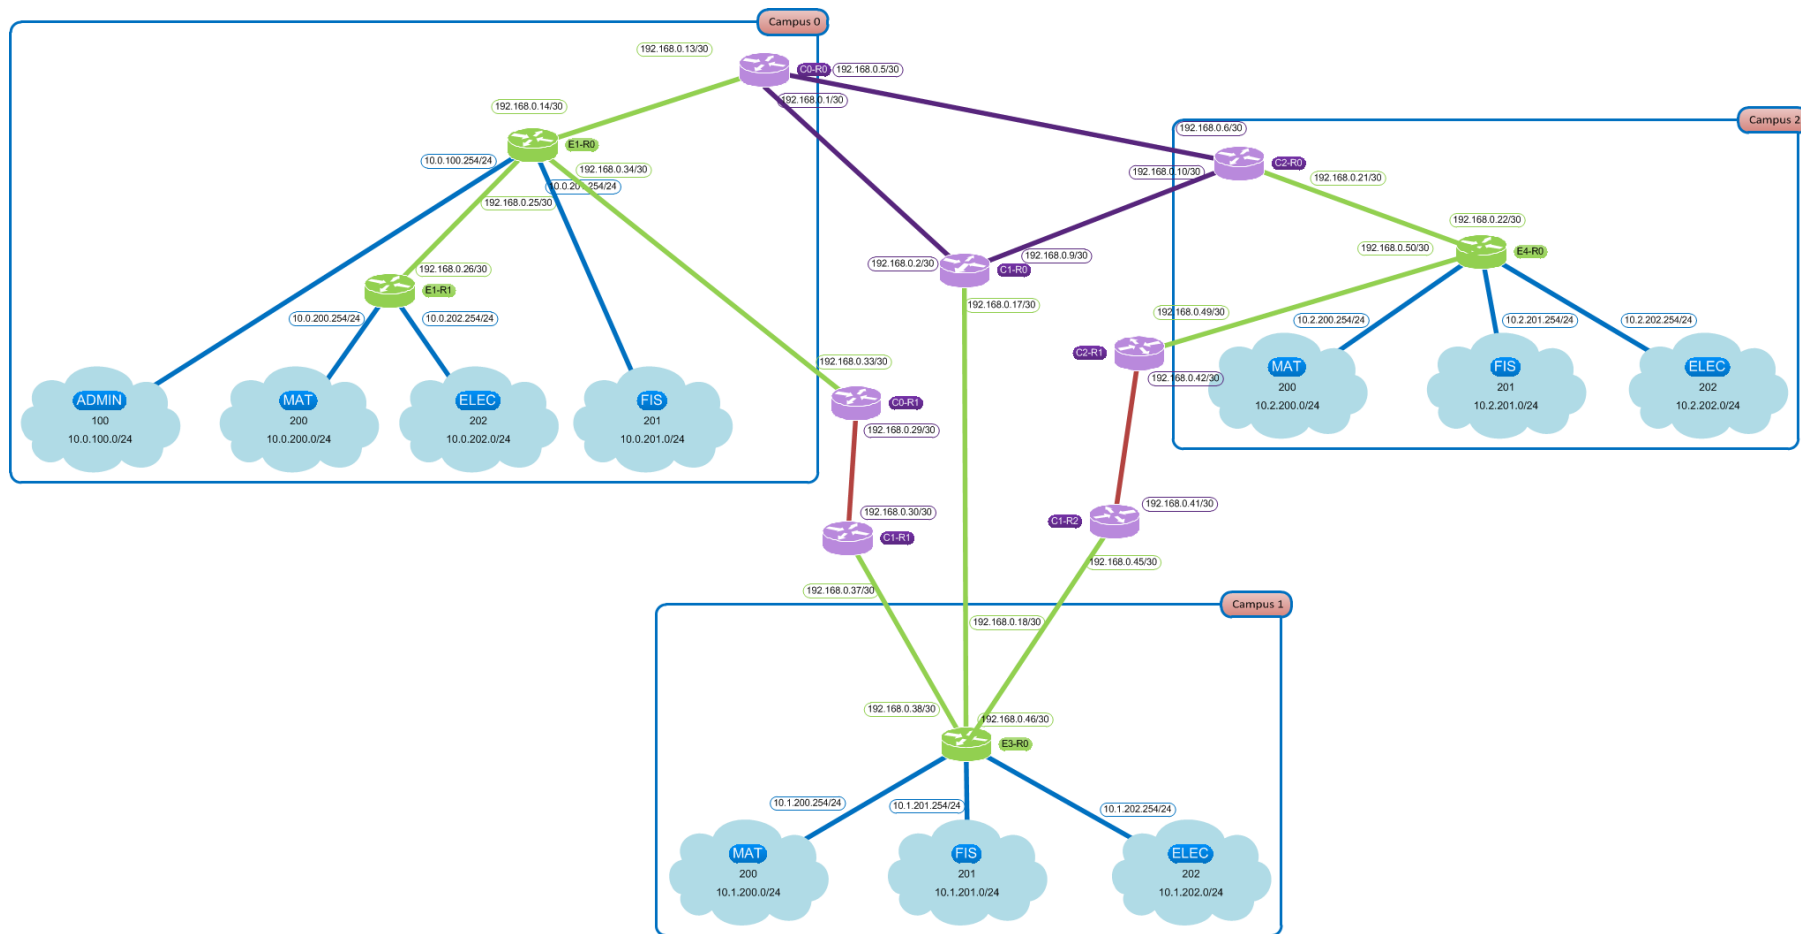 Campus 0
192.168.0.13/30
C0-R0
192.168.0.5/30
192.168.0.1/30
192.168.0.14/30
E1-R0
10.0.100.254/24
192.168.0.34/30
10.0.201.254/24
192.168.0.25/30
192.168.0.26/30
E1-R1
10.0.200.254/24
10.0.202.254/24
ADMIN
100
10.0.100.0/24
MAT
200
10.0.200.0/24
ELEC
202
10.0.202.0/24
FIS
201
10.0.201.0/24
192.168.0.33/30
C0-R1
192.168.0.29/30
192.168.0.30/30
C1-R1
192.168.0.37/30
192.168.0.2/30
192.168.0.9/30
C1-R0
192.168.0.17/30
Campus 2
192.168.0.6/30
C2-R0
192.168.0.10/30
192.168.0.21/30
192.168.0.22/30
192.168.0.50/30
E4-R0
192.168.0.49/30
C2-R1
192.168.0.42/30
10.2.200.254/24
10.2.201.254/24
10.2.202.254/24
MAT
200
10.2.200.0/24
FIS
201
10.2.201.0/24
ELEC
202
10.2.202.0/24
192.168.0.41/30
C1-R2
192.168.0.45/30
Campus 1
192.168.0.18/30
192.168.0.38/30
192.168.0.46/30
E3-R0
10.1.200.254/24
10.1.201.254/24
10.1.202.254/24
MAT
200
10.1.200.0/24
FIS
201
10.1.201.0/24
ELEC
202
10.1.202.0/24